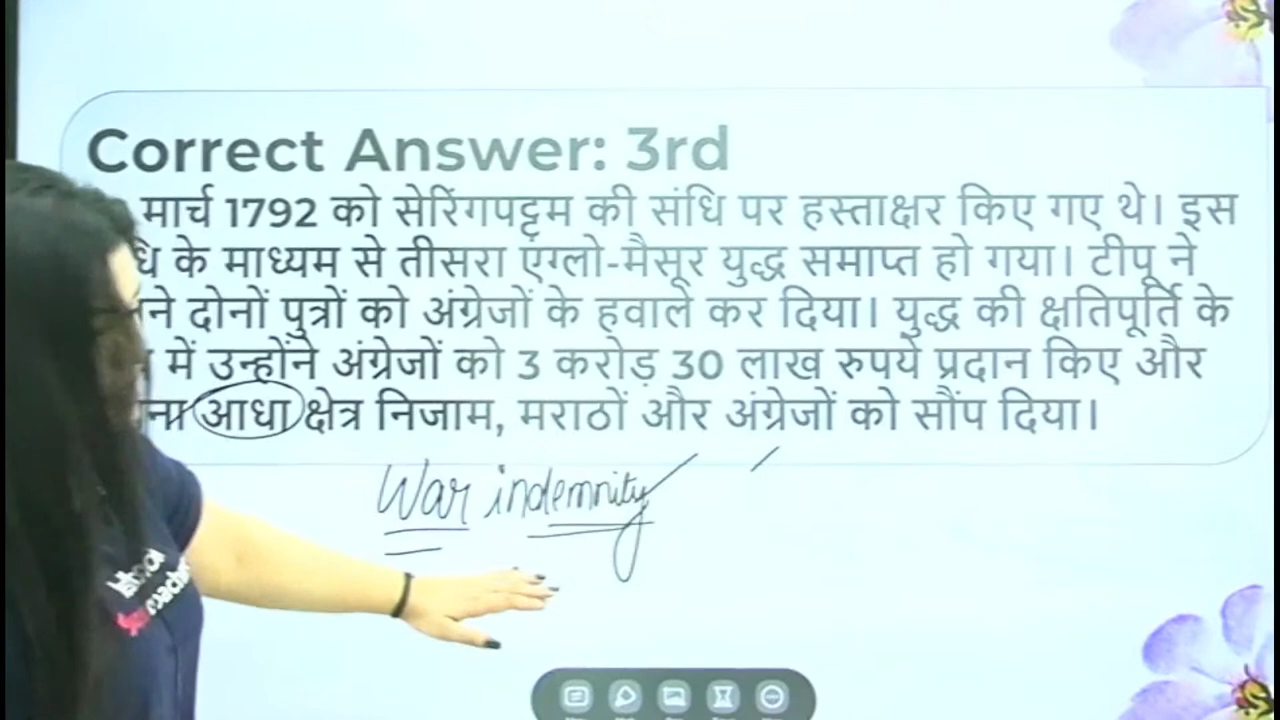 Correct Answer: 3rd
मार्च 1792 को सेरिंगपट्टम की संधि पर हस्ताक्षर किए गए थे। इस
के माध्यम से तीसरा एंग्लो-मैसूर युद्ध समाप्त हो गया। टीपू ने
दोनों पुत्रों को अंग्रेजों के हवाले कर दिया। युद्ध की क्षतिपूर्ति के
में उन्होंने अंग्रेजों को 3 करोड़ 30 लाख रुपये प्रदान किए और
आधा क्षेत्र निजाम, मराठों और अंग्रेजों को सौंप दिया।
War indemnity